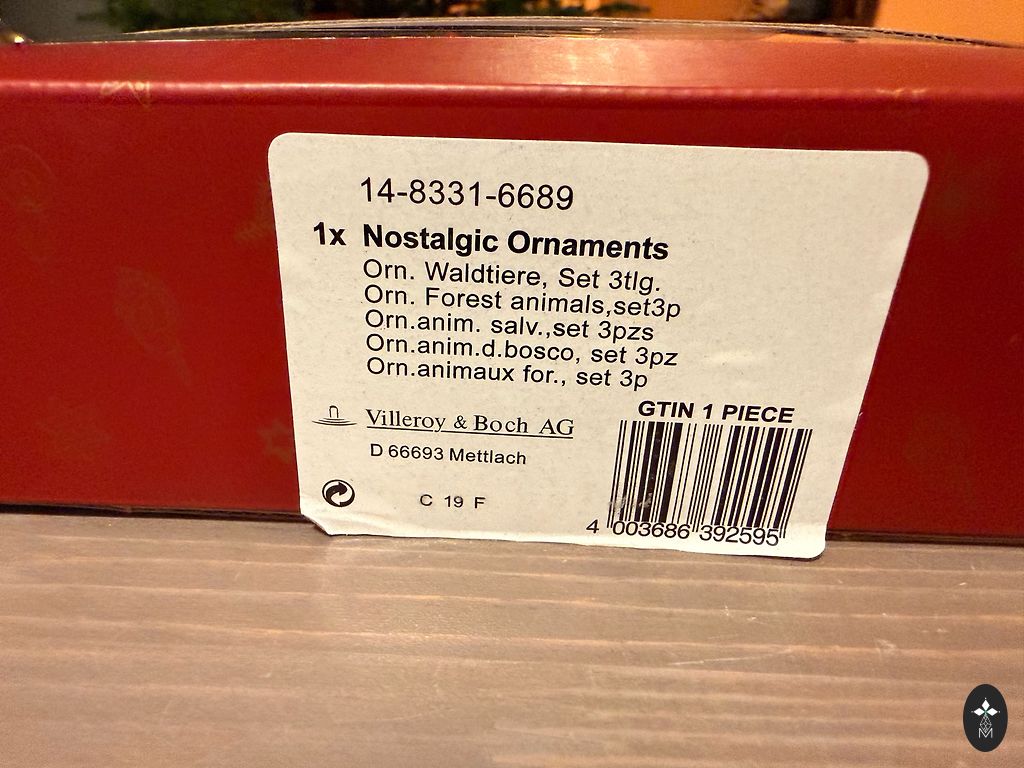 14-8331-6689
1x Nostalgic Ornaments
Orn. Waldtiere, Set 3tlg.
Orn. Forest animals,set3p
Orn.anim. salv.,set 3pzs
Orn.anim.d.bosco, set 3pz
Orn.animaux for., set 3p
GTIN 1 PIECE
Villeroy & Boch AG
D 66693 Mettlach
C 19 F
4 003686 392595
M